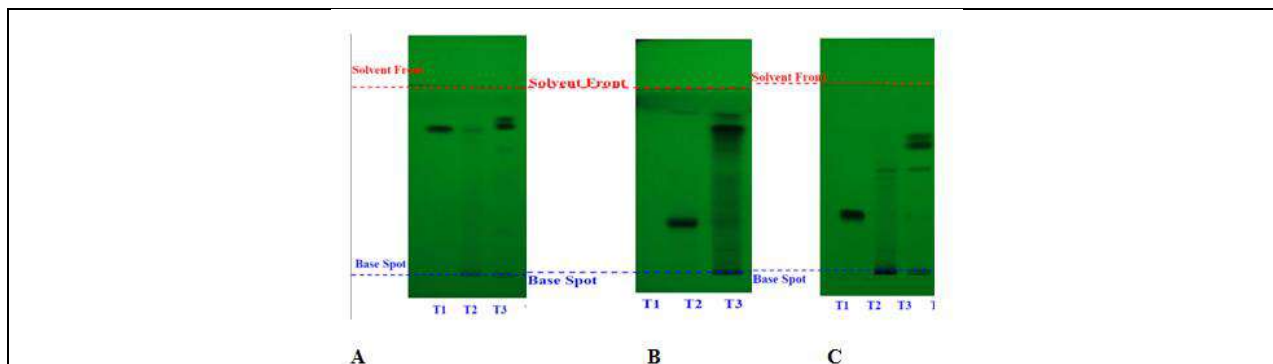 Solvent Front
Solvent Front
Solvent Front
Base Spot
Base Spot
Base Spot
T1 T2 T3
T1 T2 T3
T1 T2 T3
A B C